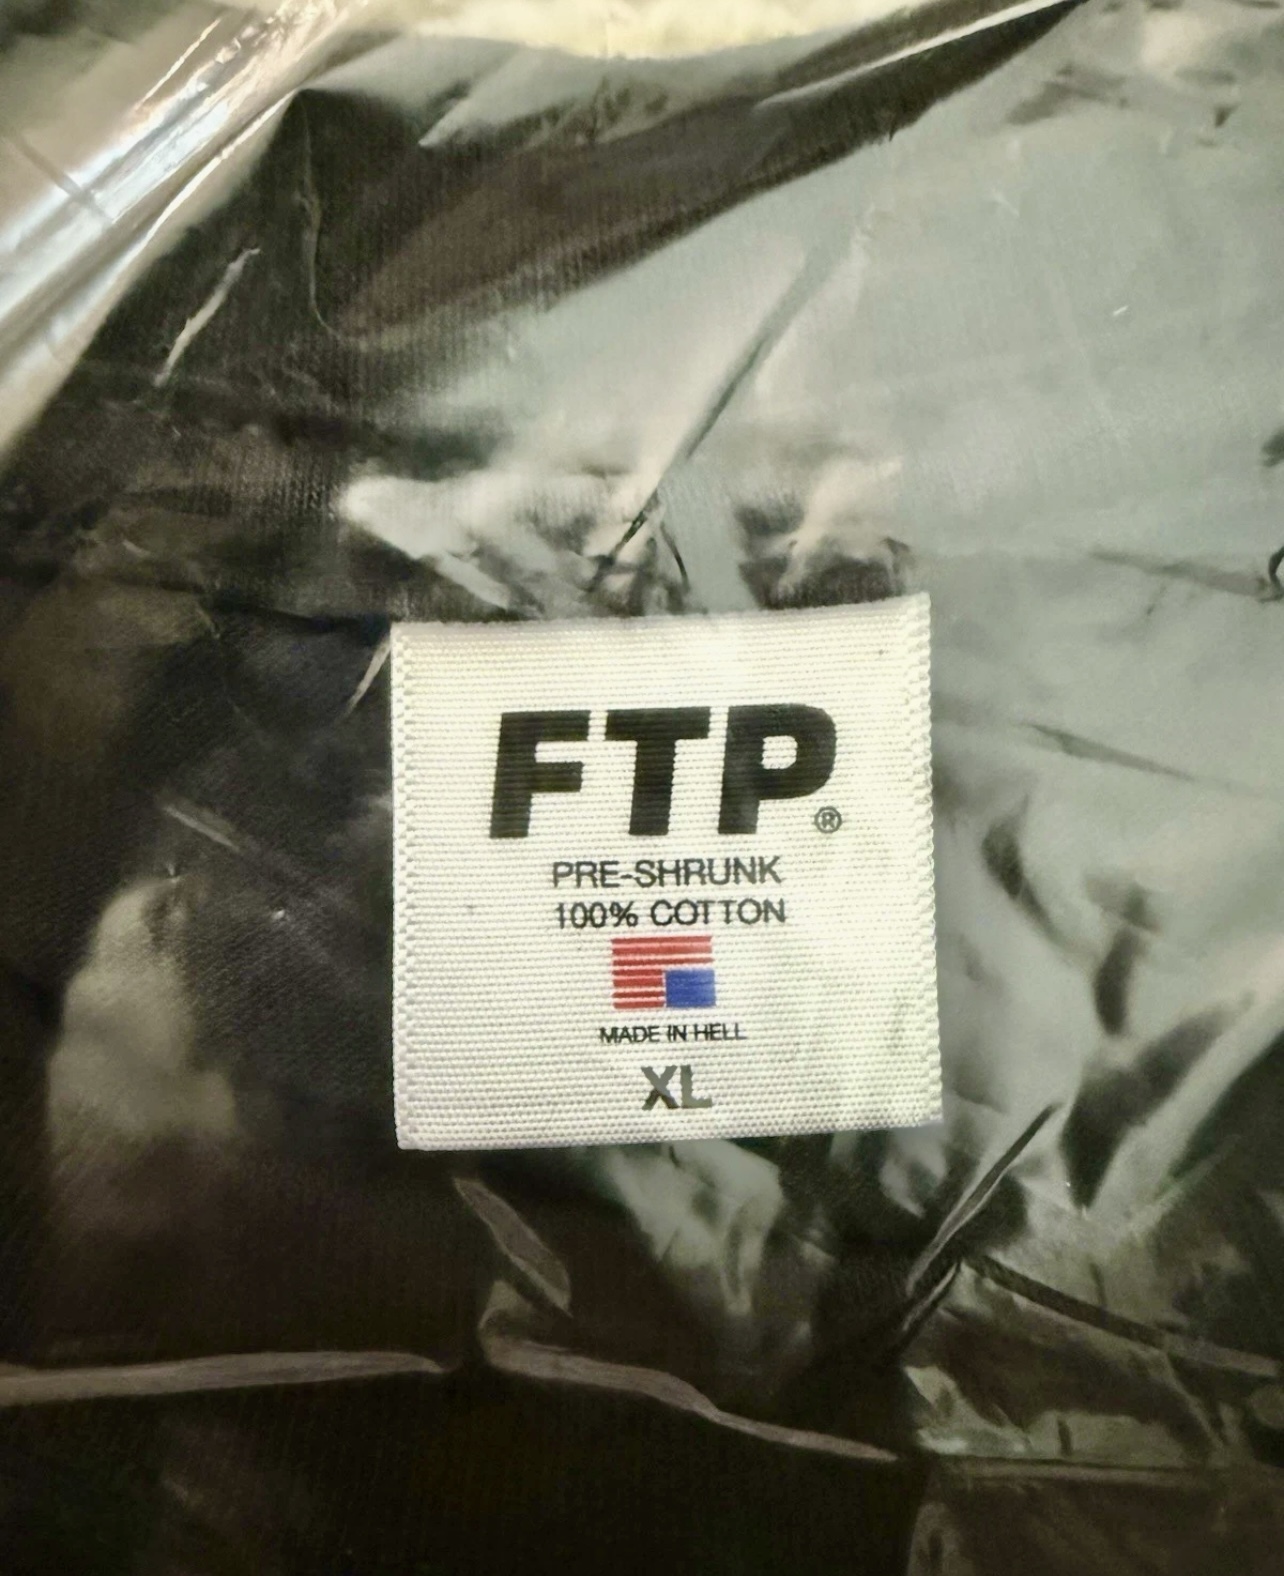 FTP®
PRE-SHRUNK
100% COTTON
MADE IN HELL
XL